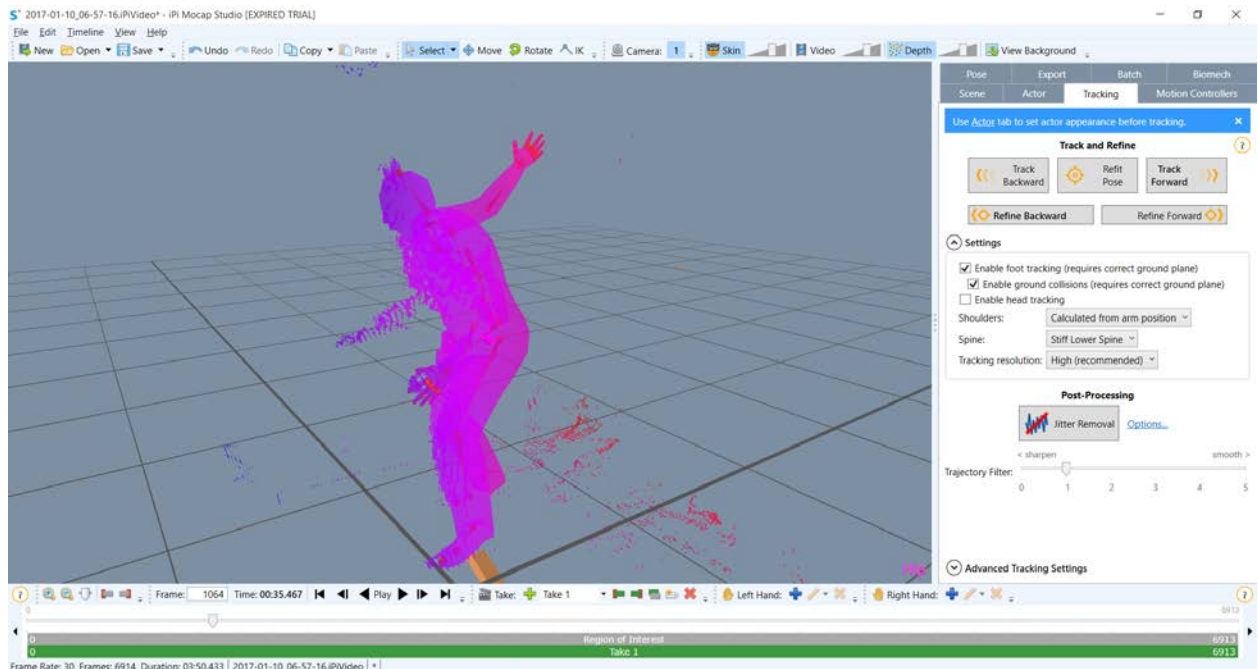 2017-01-10_06-57-16.iPiVideo* - iPi Mocap Studio [EXPIRED TRIAL]
File Edit Timeline View Help
New Open Save Undo Redo Copy Paste Select Move Rotate IK Camera: 1 Skin Video Depth View Background
Pose Export Batch Biomech
Scene Actor Tracking Motion Controllers
Use Actor tab to set actor appearance before tracking.
Track and Refine
Track Backward
Refit Pose
Track Forward
Refine Backward Refine Forward
Settings
Enable foot tracking (requires correct ground plane)
Enable ground collisions (requires correct ground plane)
Enable head tracking
Shoulders: Calculated from arm position
Spine: Stiff Lower Spine
Tracking resolution: High (recommended)
Post-Processing
Jitter Removal Options...
< sharpen smooth >
Trajectory Filter:
0 1 2 3 4 5
Advanced Tracking Settings
Frame: 1064 Time: 00:35.467 Play Take: Take 1 Left Hand: Right Hand:
0 6913
0 Region of Interest 6913
0 Take 1 6913
Frame Rate: 30, Frames: 6914, Duration: 03:50.433 2017-01-10_06-57-16.iPiVideo *